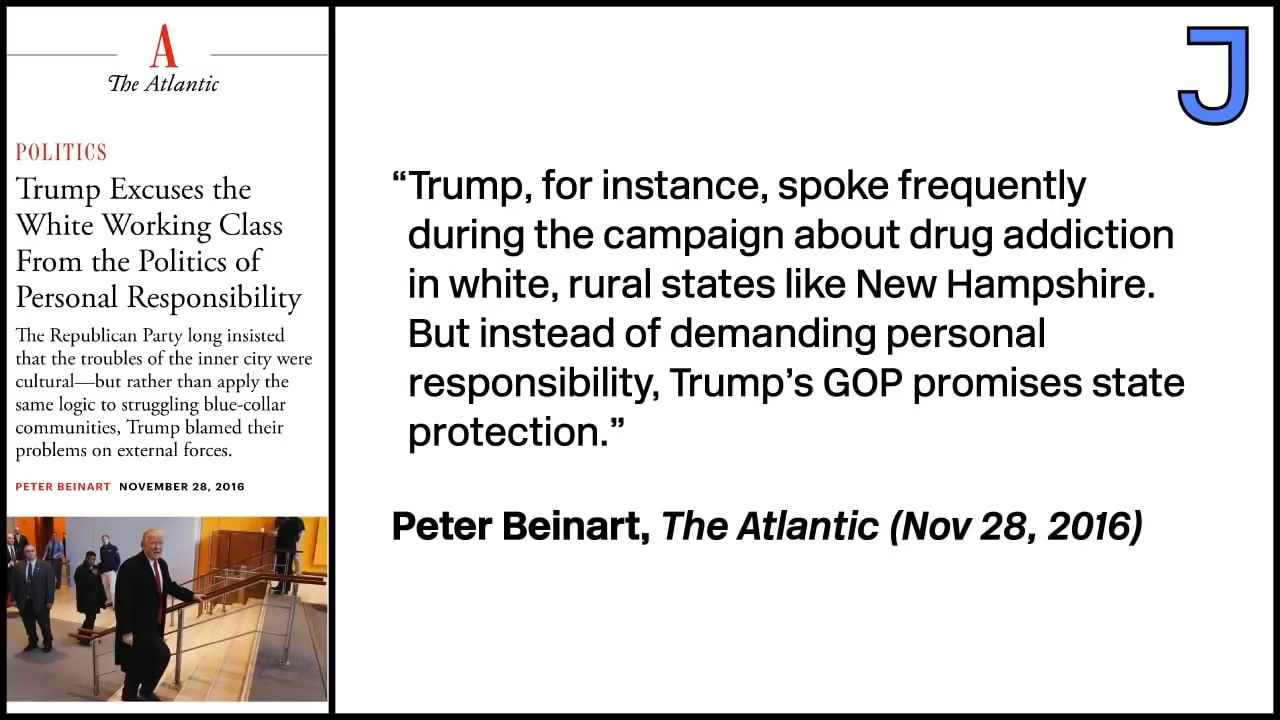 A
The Atlantic
POLITICS
Trump Excuses the
White Working Class
From the Politics of
Personal Responsibility
The Republican Party long insisted
that the troubles of the inner city were
cultural—but rather than apply the
same logic to struggling blue-collar
communities, Trump blamed their
problems on external forces.
PETER BEINART NOVEMBER 28, 2016
J
“Trump, for instance, spoke frequently
during the campaign about drug addiction
in white, rural states like New Hampshire.
But instead of demanding personal
responsibility, Trump’s GOP promises state
protection.”
Peter Beinart, The Atlantic (Nov 28, 2016)